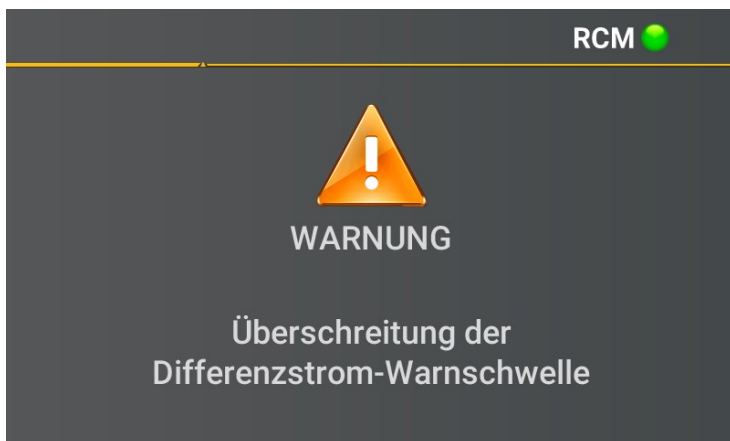 RCM
WARNUNG
Überschreitung der
Differenzstrom-Warnschwelle